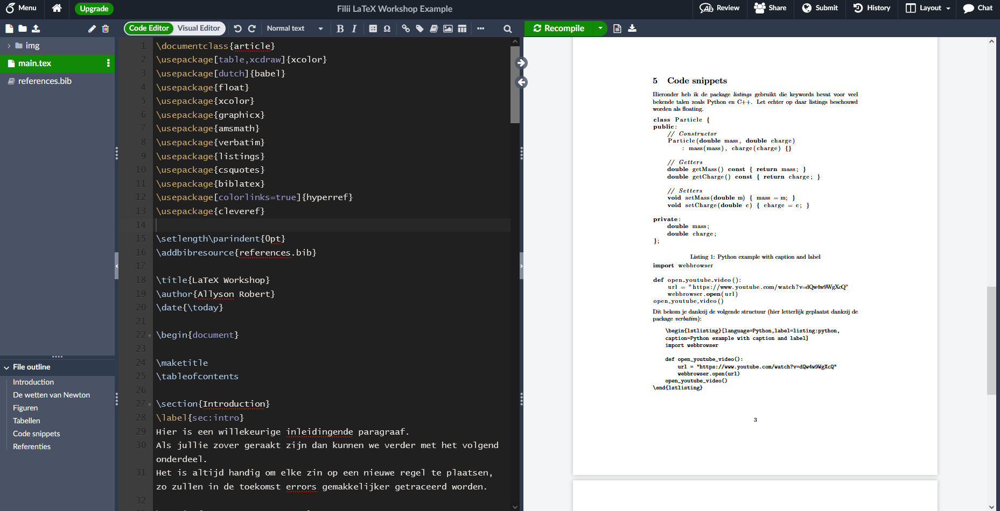 Menu
Upgrade
Filii LaTeX Workshop Example
Review
Share
Submit
History
Layout
Chat
Code Editor
Visual Editor
Normal text
B I Ω
Recompile
img
main.tex
references.bib
File outline
Introduction
De wetten van Newton
Figuren
Tabellen
Code snippets
Referenties
1 \documentclass{article}
2 \usepackage[table,xcdraw]{xcolor}
3 \usepackage[dutch]{babel}
4 \usepackage{float}
5 \usepackage{xcolor}
6 \usepackage{graphicx}
7 \usepackage{amsmath}
8 \usepackage{verbatim}
9 \usepackage{listings}
10 \usepackage{csquotes}
11 \usepackage{biblatex}
12 \usepackage[colorlinks=true]{hyperref}
13 \usepackage{cleveref}
14
15 \setlength\parindent{0pt}
16 \addbibresource{references.bib}
17
18 \title{LaTeX Workshop}
19 \author{Allyson Robert}
20 \date{\today}
21
22 \begin{document}
23
24 \maketitle
25 \tableofcontents
26
27 \section{Introduction}
28 \label{sec:intro}
29 Hier is een willekeurige inleidingende paragraaf.
30 Als jullie zover geraakt zijn dan kunnen we verder met het volgend
onderdeel.
31 Het is altijd handig om elke zin op een nieuwe regel te plaatsen,
zo zullen in de toekomst errors gemakkelijker getraceerd worden.
32
5 Code snippets
Hieronder heb ik de package listings gebruikt die keywords bevat voor veel
bekende talen zoals Python en C++. Let echter op daar listings beschouwd
worden als floating.
class Particle {
public:
// Constructor
Particle(double mass, double charge)
: mass(mass), charge(charge) {}
// Getters
double getMass() const { return mass; }
double getCharge() const { return charge; }
// Setters
void setMass(double m) { mass = m; }
void setCharge(double c) { charge = c; }
private:
double mass;
double charge;
};
Listing 1: Python example with caption and label
import webbrowser
def open_youtube_video():
url = "https://www.youtube.com/watch?v=dQw4w9WgXcQ"
webbrowser.open(url)
open_youtube_video()
Dit bekom je dankzij de volgende structuur (hier letterlijk geplaatst dankzij de
package verbatim):
\begin{lstlisting}[language=Python,label=listing:python,
caption=Python example with caption and label]
import webbrowser
def open_youtube_video():
url = "https://www.youtube.com/watch?v=dQw4w9WgXcQ"
webbrowser.open(url)
open_youtube_video()
\end{lstlisting}
3